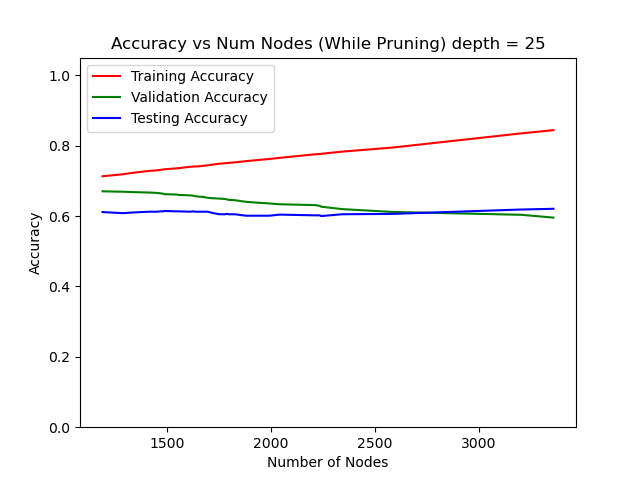 Accuracy vs Num Nodes (While Pruning) depth = 25
Training Accuracy
Validation Accuracy
Testing Accuracy
1.0
0.8
0.6
0.4
0.2
0.0
Accuracy
1500 2000 2500 3000
Number of Nodes